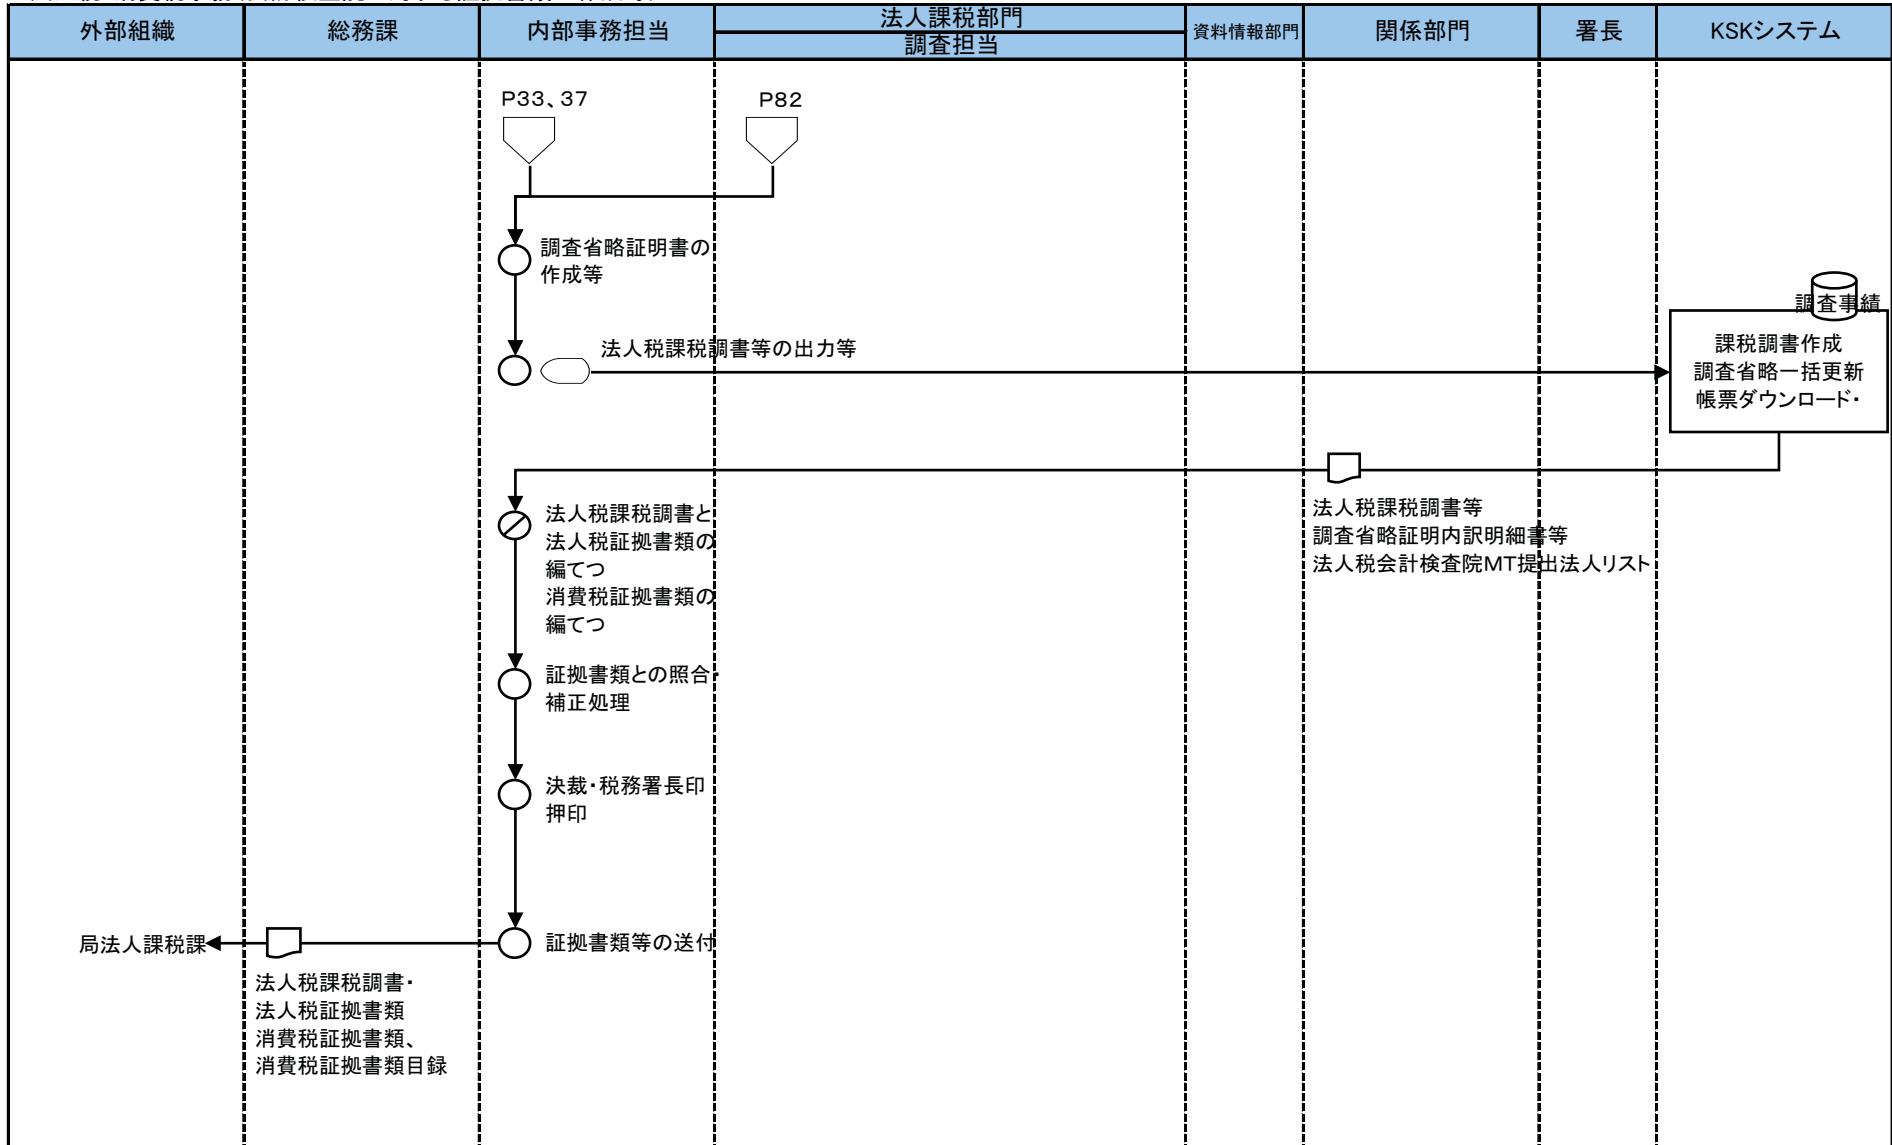 外部組織
総務課
内部事務担当
法人課税部門
調査担当
資料情報部門
関係部門
署長
KSKシステム
P33、37
P82
調査省略証明書の
作成等
調査事績
法人税課税調書等の出力等
課税調書作成
調査省略一括更新
帳票ダウンロード・
法人税課税調書と
法人税証拠書類の
編てつ
消費税証拠書類の
編てつ
法人税課税調書等
調査省略証明内訳明細書等
法人税会計検査院MT提出法人リスト
証拠書類との照合・
補正処理
決裁・税務署長印
押印
局法人課税課
証拠書類等の送付
法人税課税調書・
法人税証拠書類
消費税証拠書類、
消費税証拠書類目録